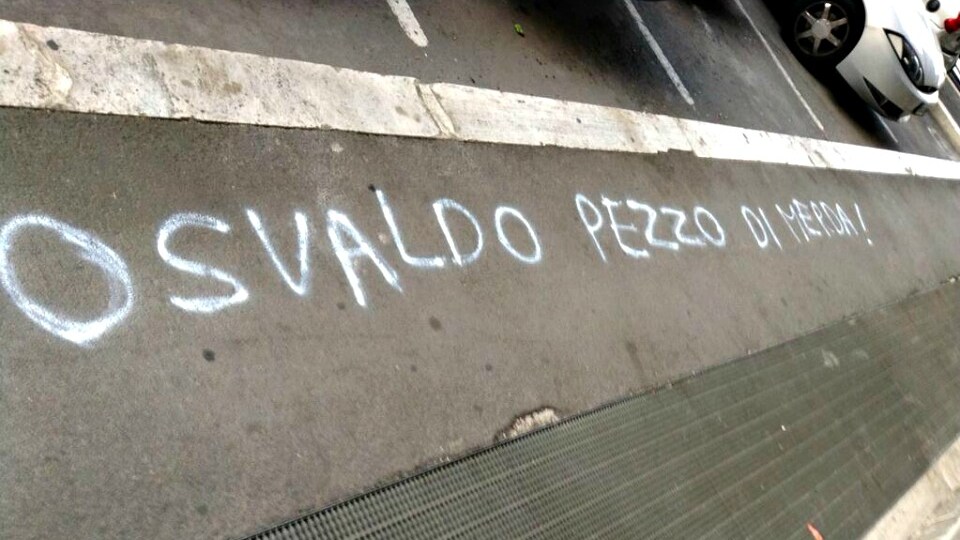 OSVALDO PEZZO DI MERDA!